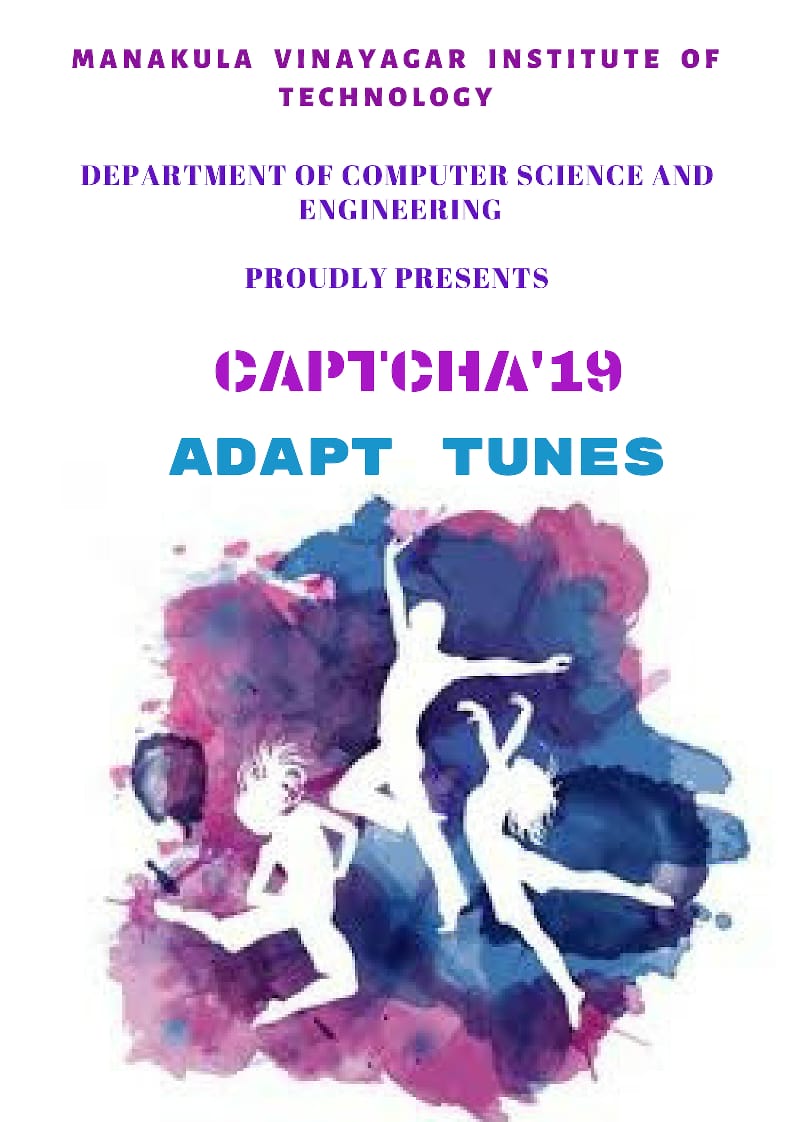 MANAKULA VINAYAGAR INSTITUTE OF
TECHNOLOGY
DEPARTMENT OF COMPUTER SCIENCE AND
ENGINEERING
PROUDLY PRESENTS
CAPTCHA'19
ADAPT TUNES